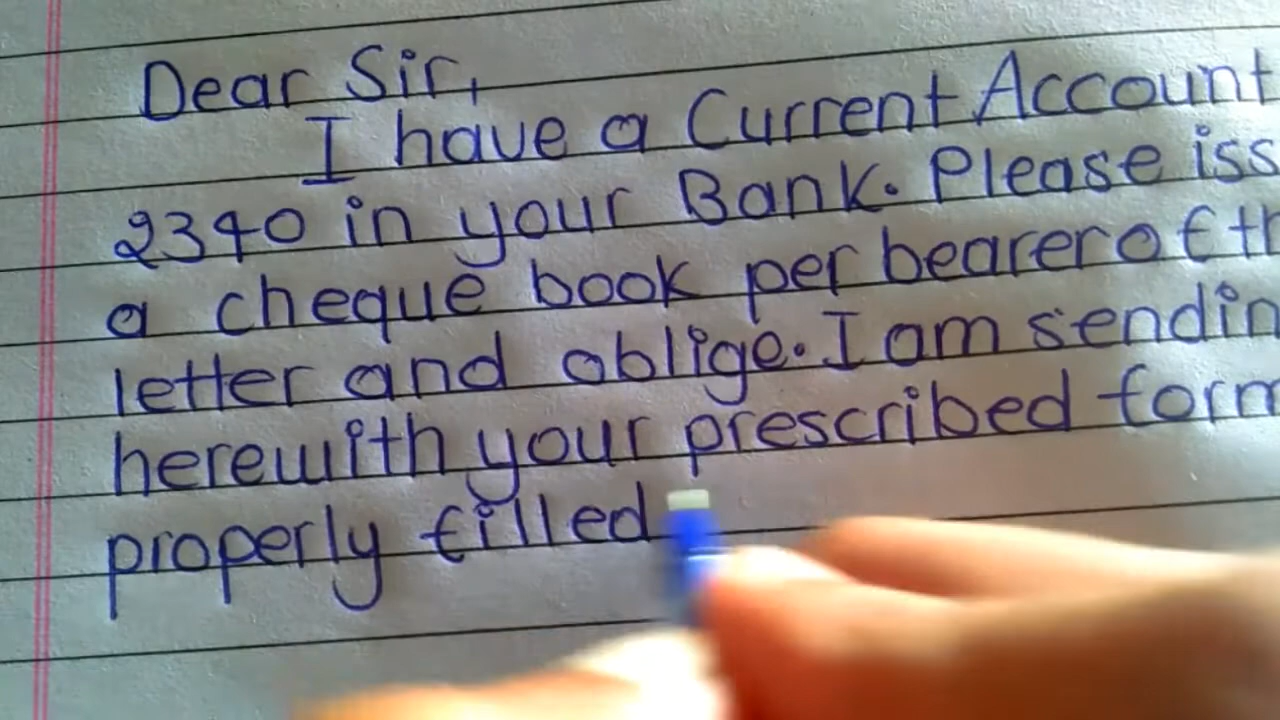 Dear Sir,
I have a Current Account
2340 in your Bank. Please iss
a cheque book per bearer of th
letter and oblige. I am sendin
herewith your prescribed form
properly filled